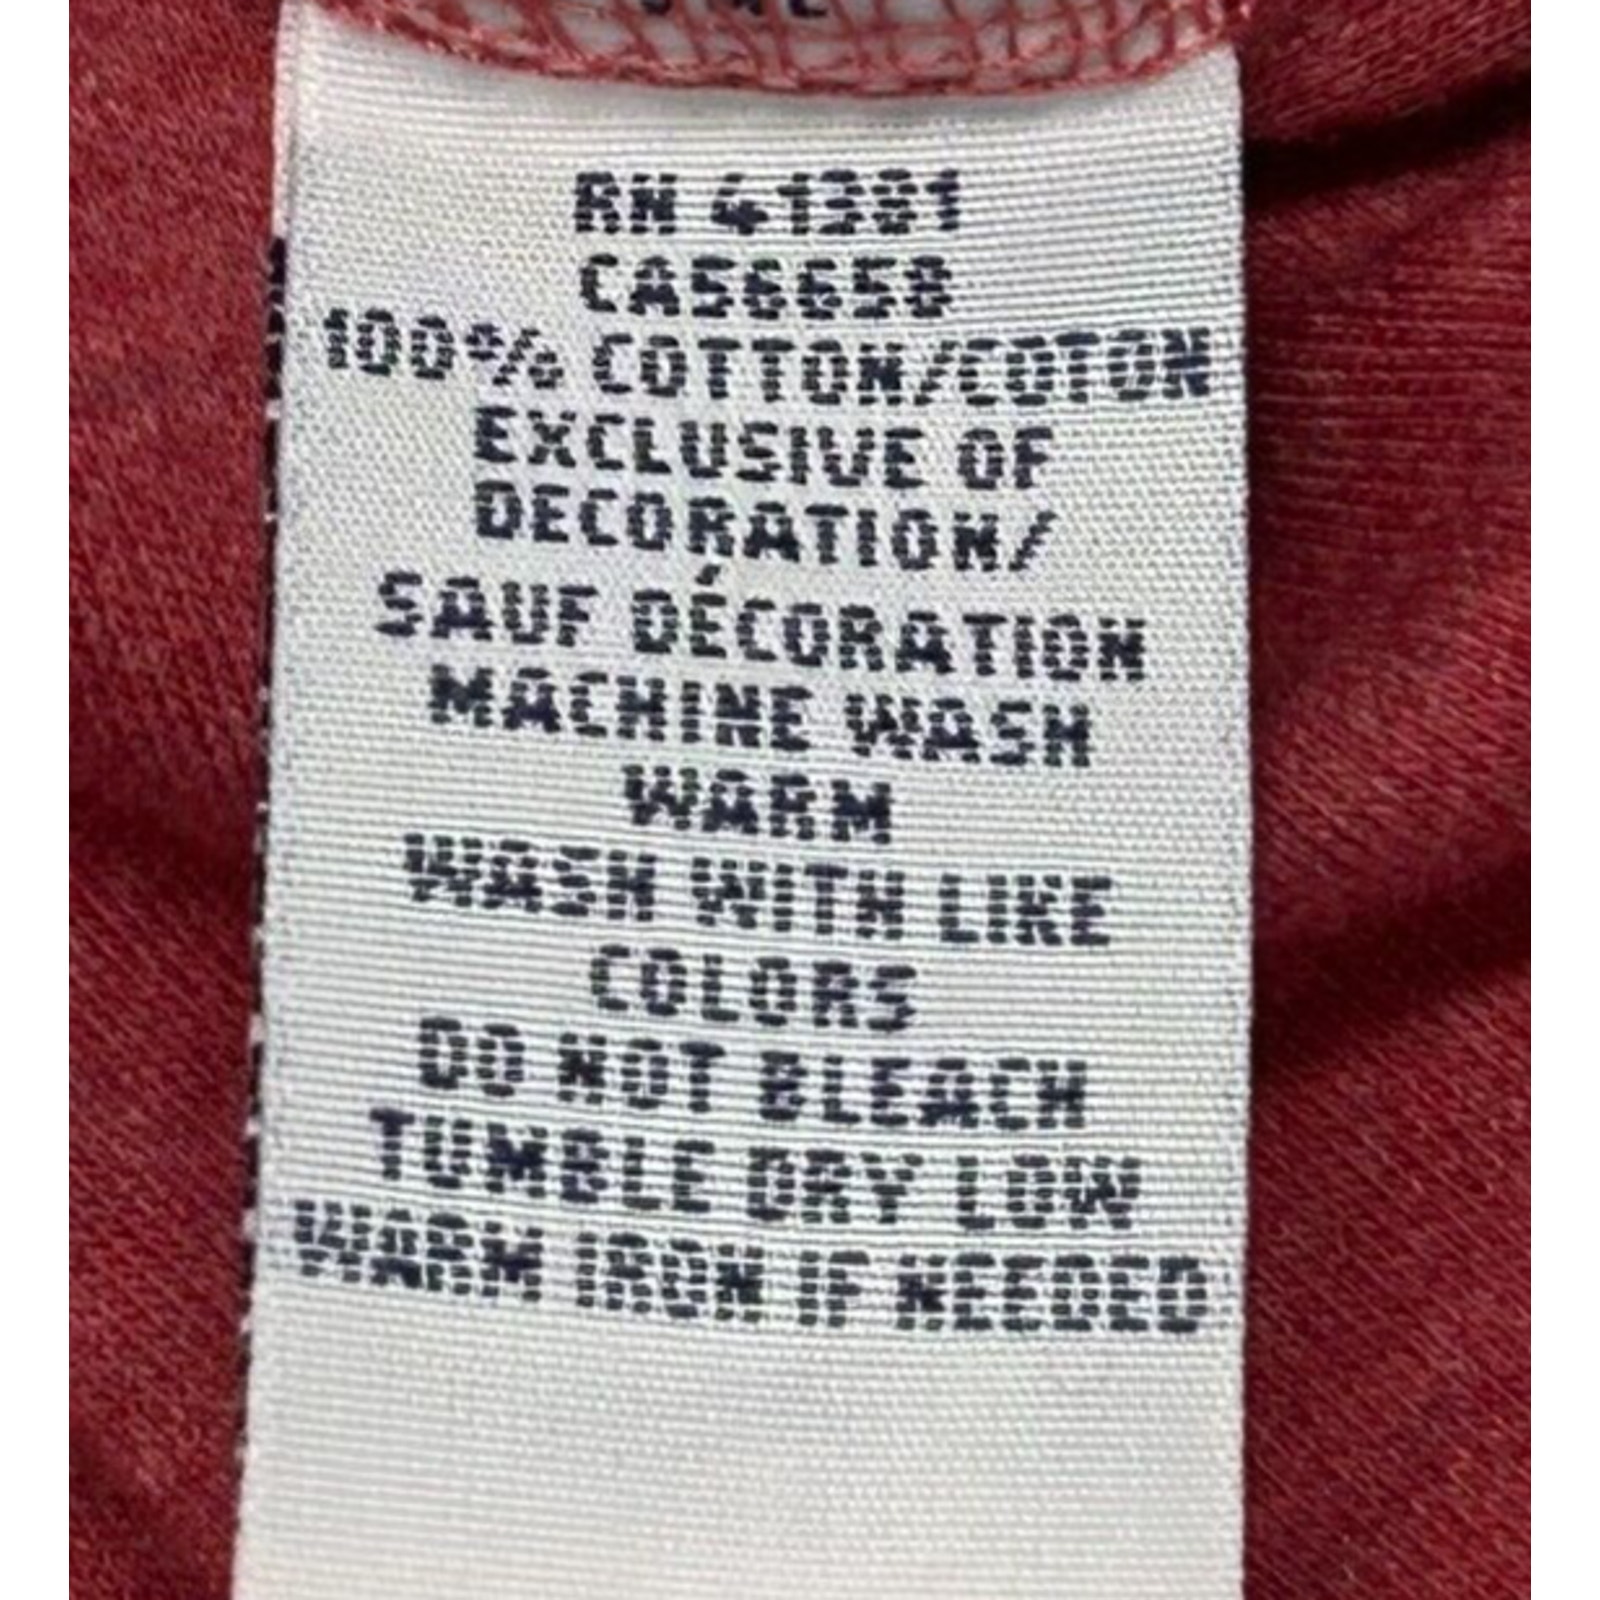 RN 41381
CA56658
100% COTTON/COTON
EXCLUSIVE OF
DECORATION/
SAUF DÉCORATION
MACHINE WASH
WARM
WASH WITH LIKE
COLORS
DO NOT BLEACH
TUMBLE DRY LOW
WARM IRON IF NEEDED